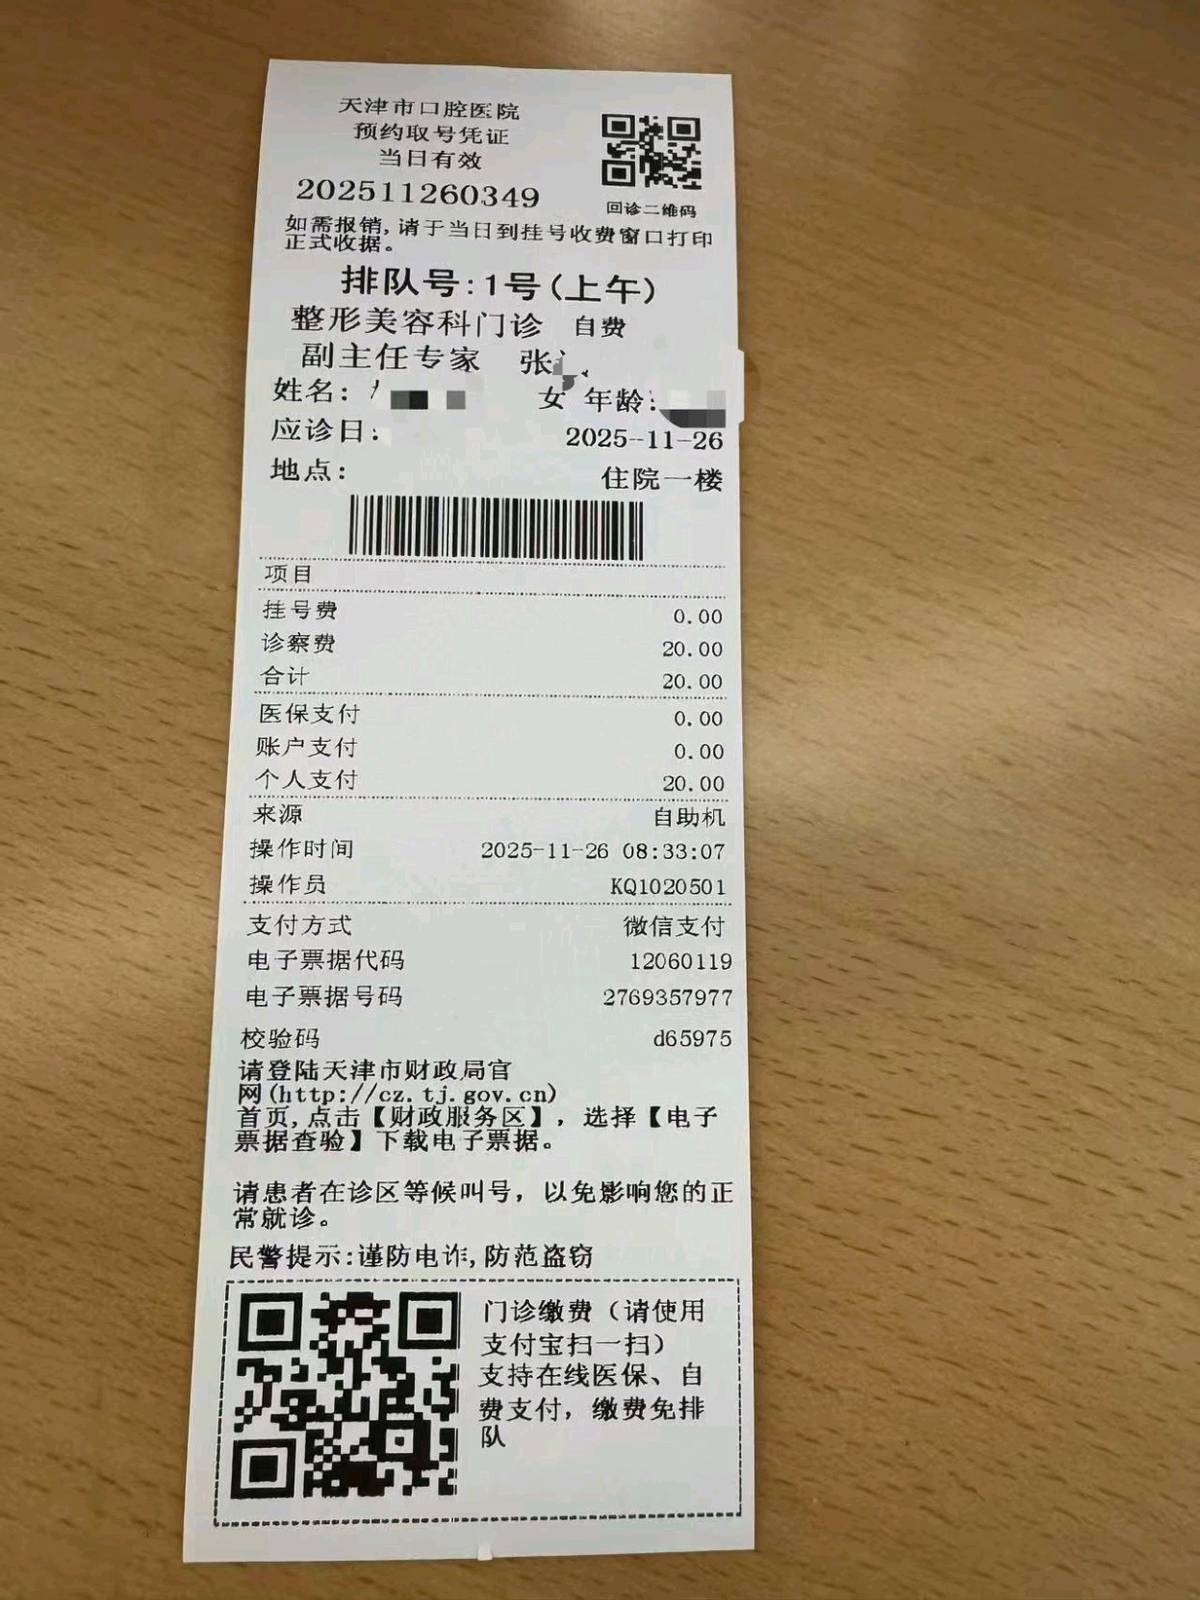 天津市口腔医院
预约取号凭证
当日有效
202511260349
回诊二维码
如需报销,请于当日到挂号收费窗口打印
正式收据。
排队号:1号(上午)
整形美容科门诊 自费
副主任专家 张
姓名: 女 年龄:
应诊日: 2025-11-26
地点: 住院一楼
项目
挂号费 0.00
诊察费 20.00
合计 20.00
医保支付 0.00
账户支付 0.00
个人支付 20.00
来源 自助机
操作时间 2025-11-26 08:33:07
操作员 KQ1020501
支付方式 微信支付
电子票据代码 12060119
电子票据号码 2769357977
校验码 d65975
请登陆天津市财政局官
网(http://cz.tj.gov.cn)
首页,点击【财政服务区】,选择【电子
票据查验】下载电子票据。
请患者在诊区等候叫号,以免影响您的正
常就诊。
民警提示:谨防电诈,防范盗窃
门诊缴费(请使用
支付宝扫一扫)
支持在线医保、自
费支付,缴费免排
队